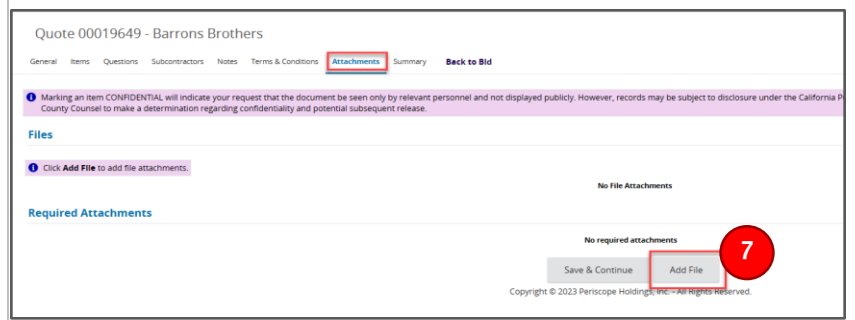 Quote 00019649 - Barrons Brothers
General Items Questions Subcontractors Notes Terms & Conditions Attachments Summary Back to Bid
Marking an item CONFIDENTIAL will indicate your request that the document be seen only by relevant personnel and not displayed publicly. However, records may be subject to disclosure under the California P
County Counsel to make a determination regarding confidentiality and potential subsequent release.
Files
Click Add File to add file attachments.
No File Attachments
Required Attachments
No required attachments
7
Save & Continue Add File
Copyright © 2023 Periscope Holdings, Inc. - All Rights Reserved.